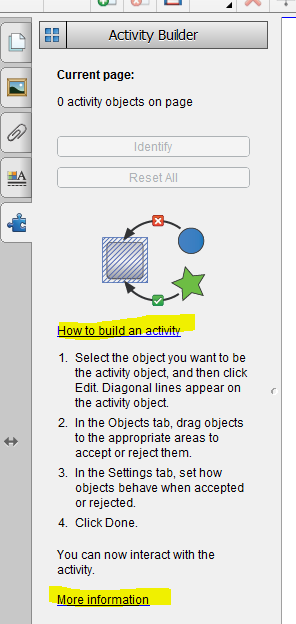 Activity Builder
Current page:
0 activity objects on page
Identify
Reset All
How to build an activity
1. Select the object you want to be
the activity object, and then click
Edit. Diagonal lines appear on
the activity object.
2. In the Objects tab, drag objects
to the appropriate areas to
accept or reject them.
3. In the Settings tab, set how
objects behave when accepted
or rejected.
4. Click Done.
You can now interact with the
activity.
More information